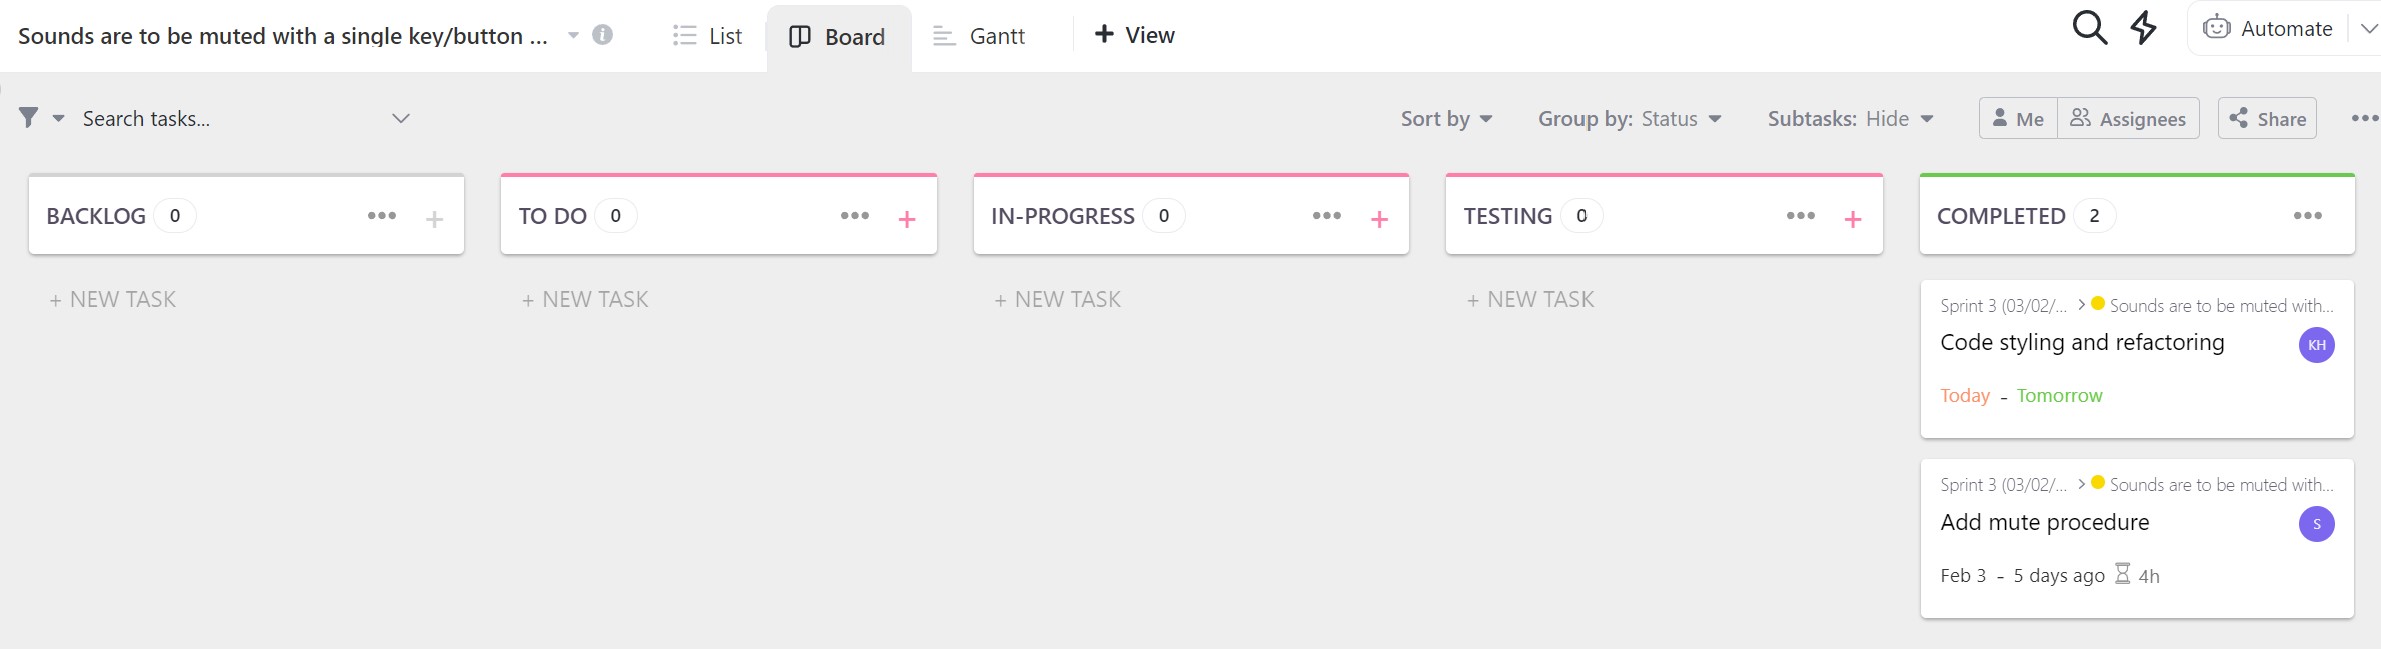 Sounds are to be muted with a single key/button ...
List
Board
Gantt
+ View
Automate
Search tasks...
Sort by
Group by: Status
Subtasks: Hide
Me
Assignees
Share
BACKLOG 0
TO DO 0
IN-PROGRESS 0
TESTING 0
COMPLETED 2
+ NEW TASK
+ NEW TASK
+ NEW TASK
+ NEW TASK
Sprint 3 (03/02/... > Sounds are to be muted with...
Code styling and refactoring
KH
Today - Tomorrow
Sprint 3 (03/02/... > Sounds are to be muted with...
Add mute procedure
S
Feb 3 - 5 days ago 4h